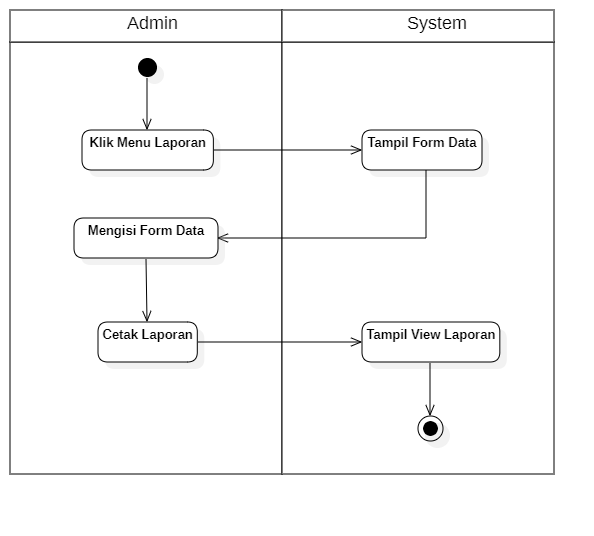 Admin
System
Klik Menu Laporan
Tampil Form Data
Mengisi Form Data
Cetak Laporan
Tampil View Laporan